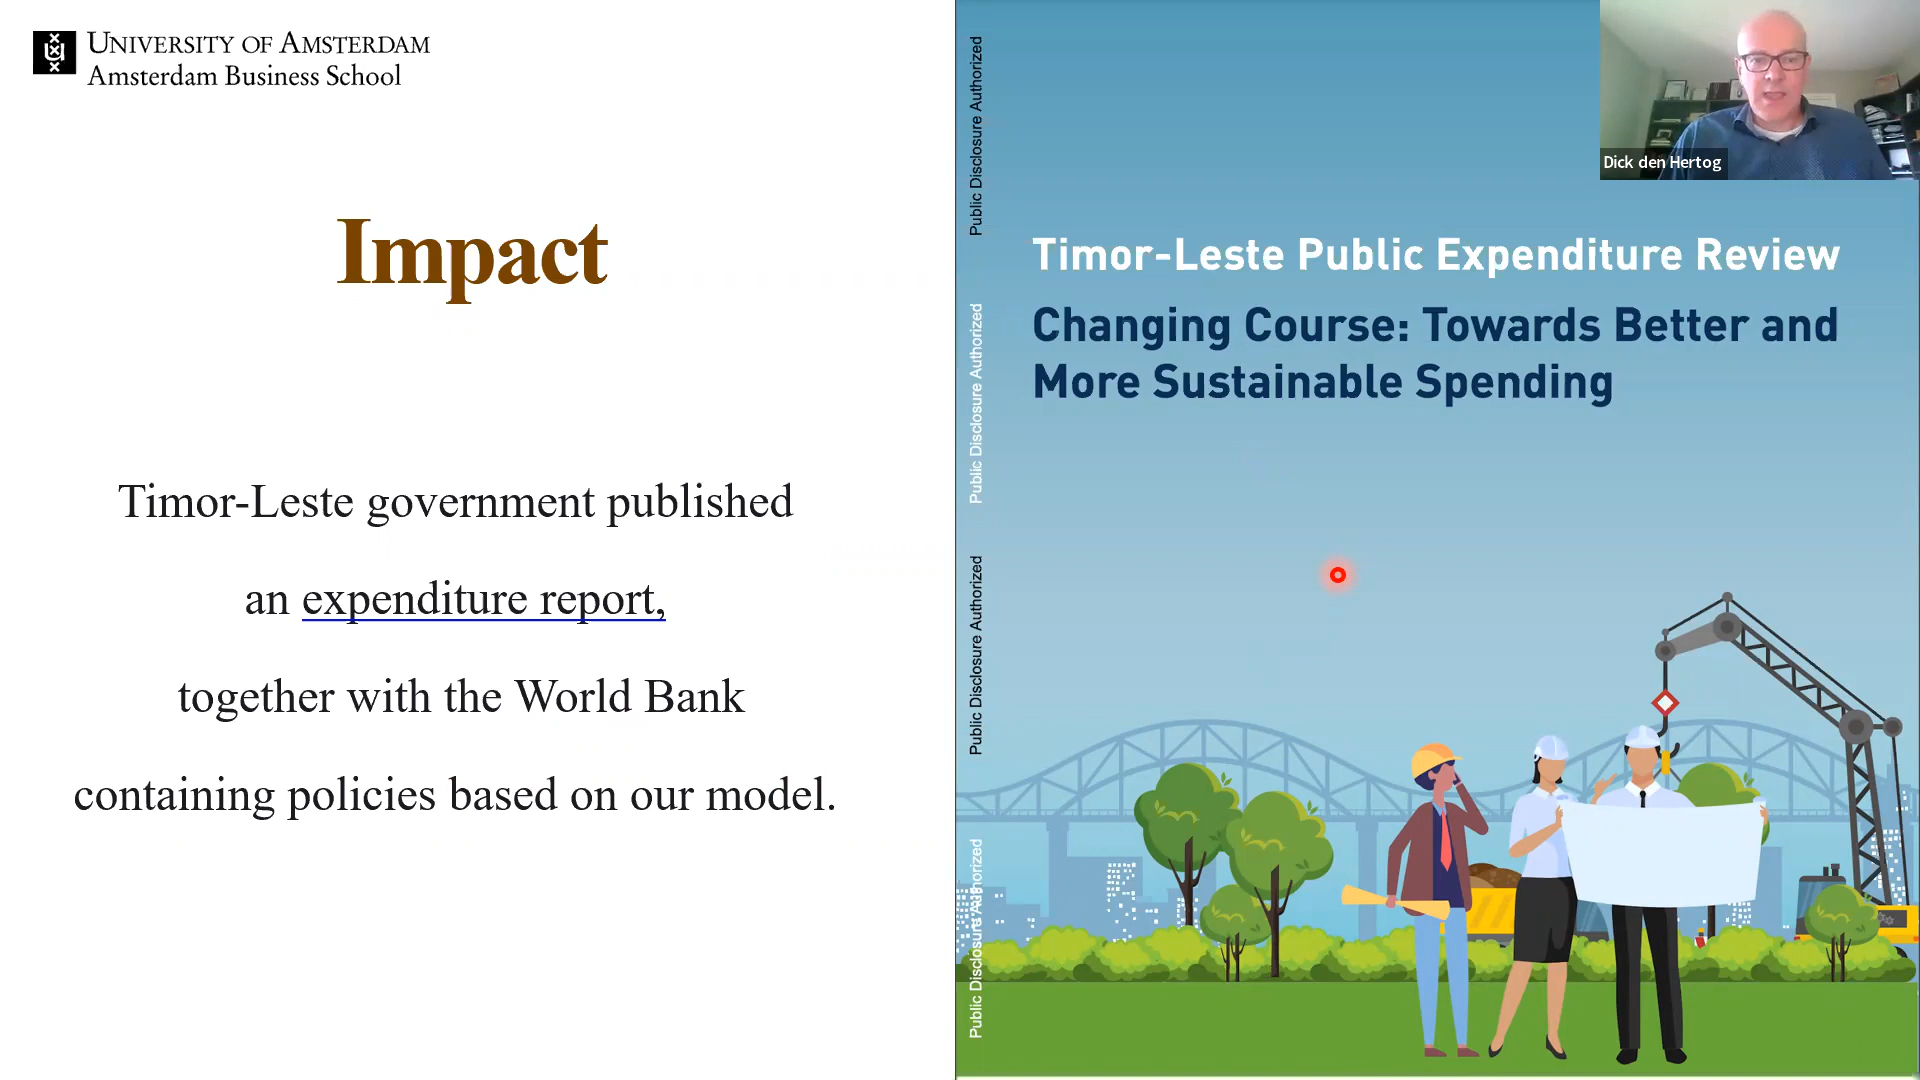 UNIVERSITY OF AMSTERDAM
Amsterdam Business School
Impact
Timor-Leste government published
an expenditure report,
together with the World Bank
containing policies based on our model.
Public Disclosure Authorized
Public Disclosure Authorized
Public Disclosure Authorized
Public Disclosure Authorized
Timor-Leste Public Expenditure Review
Changing Course: Towards Better and
More Sustainable Spending
Dick den Hertog